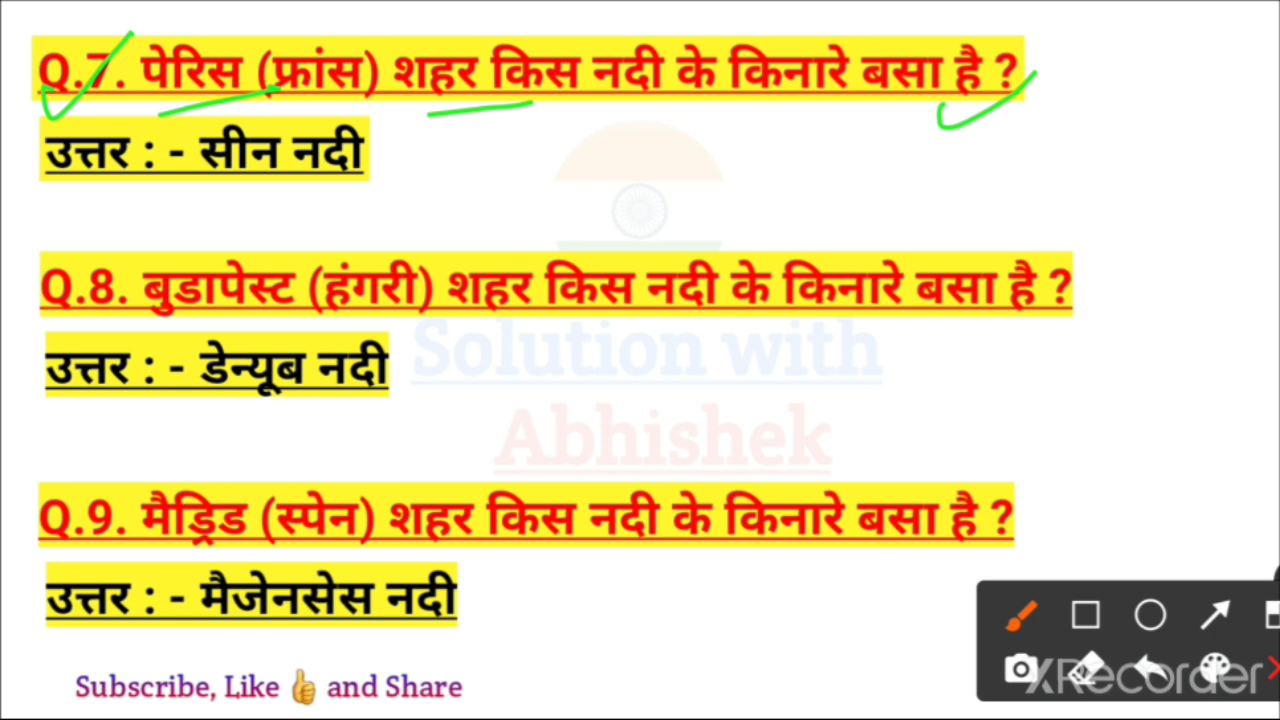 Q.7. पेरिस (फ्रांस) शहर किस नदी के किनारे बसा है ?
उत्तर : - सीन नदी
Q.8. बुडापेस्ट (हंगरी) शहर किस नदी के किनारे बसा है ?
Solution with
उत्तर : - डेन्यूब नदी
Abhishek
Q.9. मैड्रिड (स्पेन) शहर किस नदी के किनारे बसा है ?
उत्तर : - मैजेनसेस नदी
Subscribe, Like 👍 and Share
XRecorder